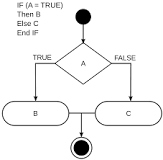 IF (A = TRUE)
Then B
Else C
End IF
TRUE
A
FALSE
B
C